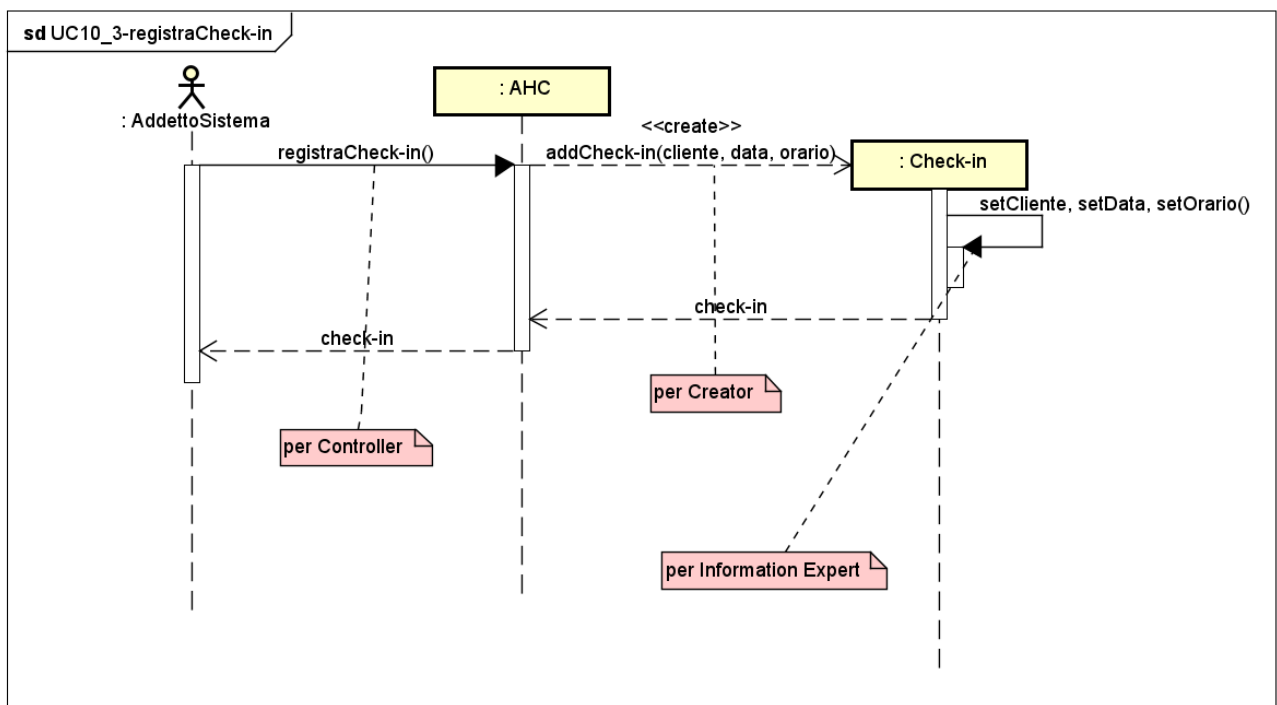 sd UC10_3-registraCheck-in
: AddettoSistema
: AHC
<<create>>
registraCheck-in()
addCheck-in(cliente, data, orario)
: Check-in
setCliente, setData, setOrario()
check-in
check-in
per Creator
per Controller
per Information Expert